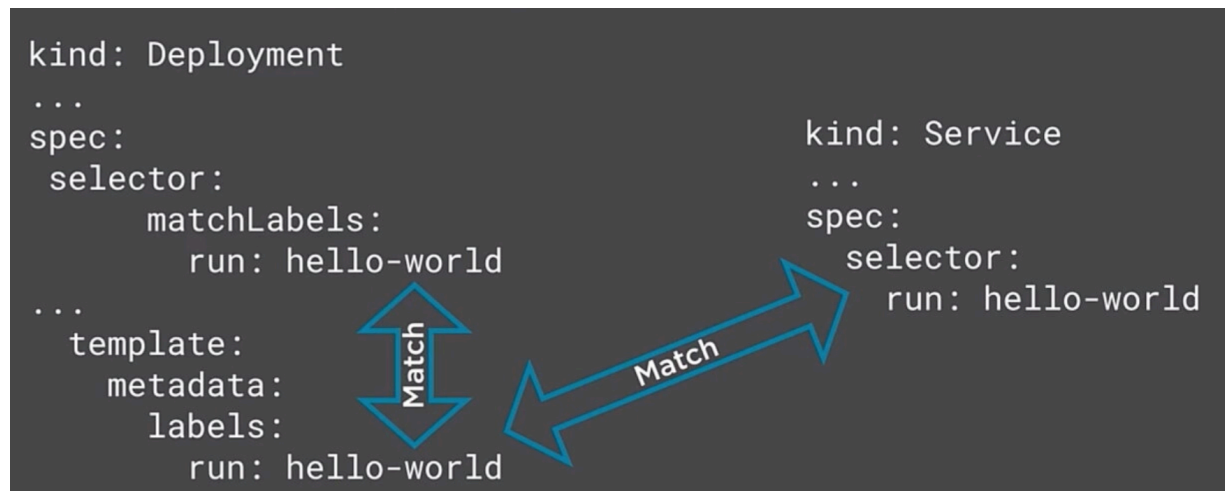 kind: Deployment
...
spec:
selector:
matchLabels:
run: hello-world
...
template:
metadata:
labels:
run: hello-world
Match
Match
kind: Service
...
spec:
selector:
run: hello-world